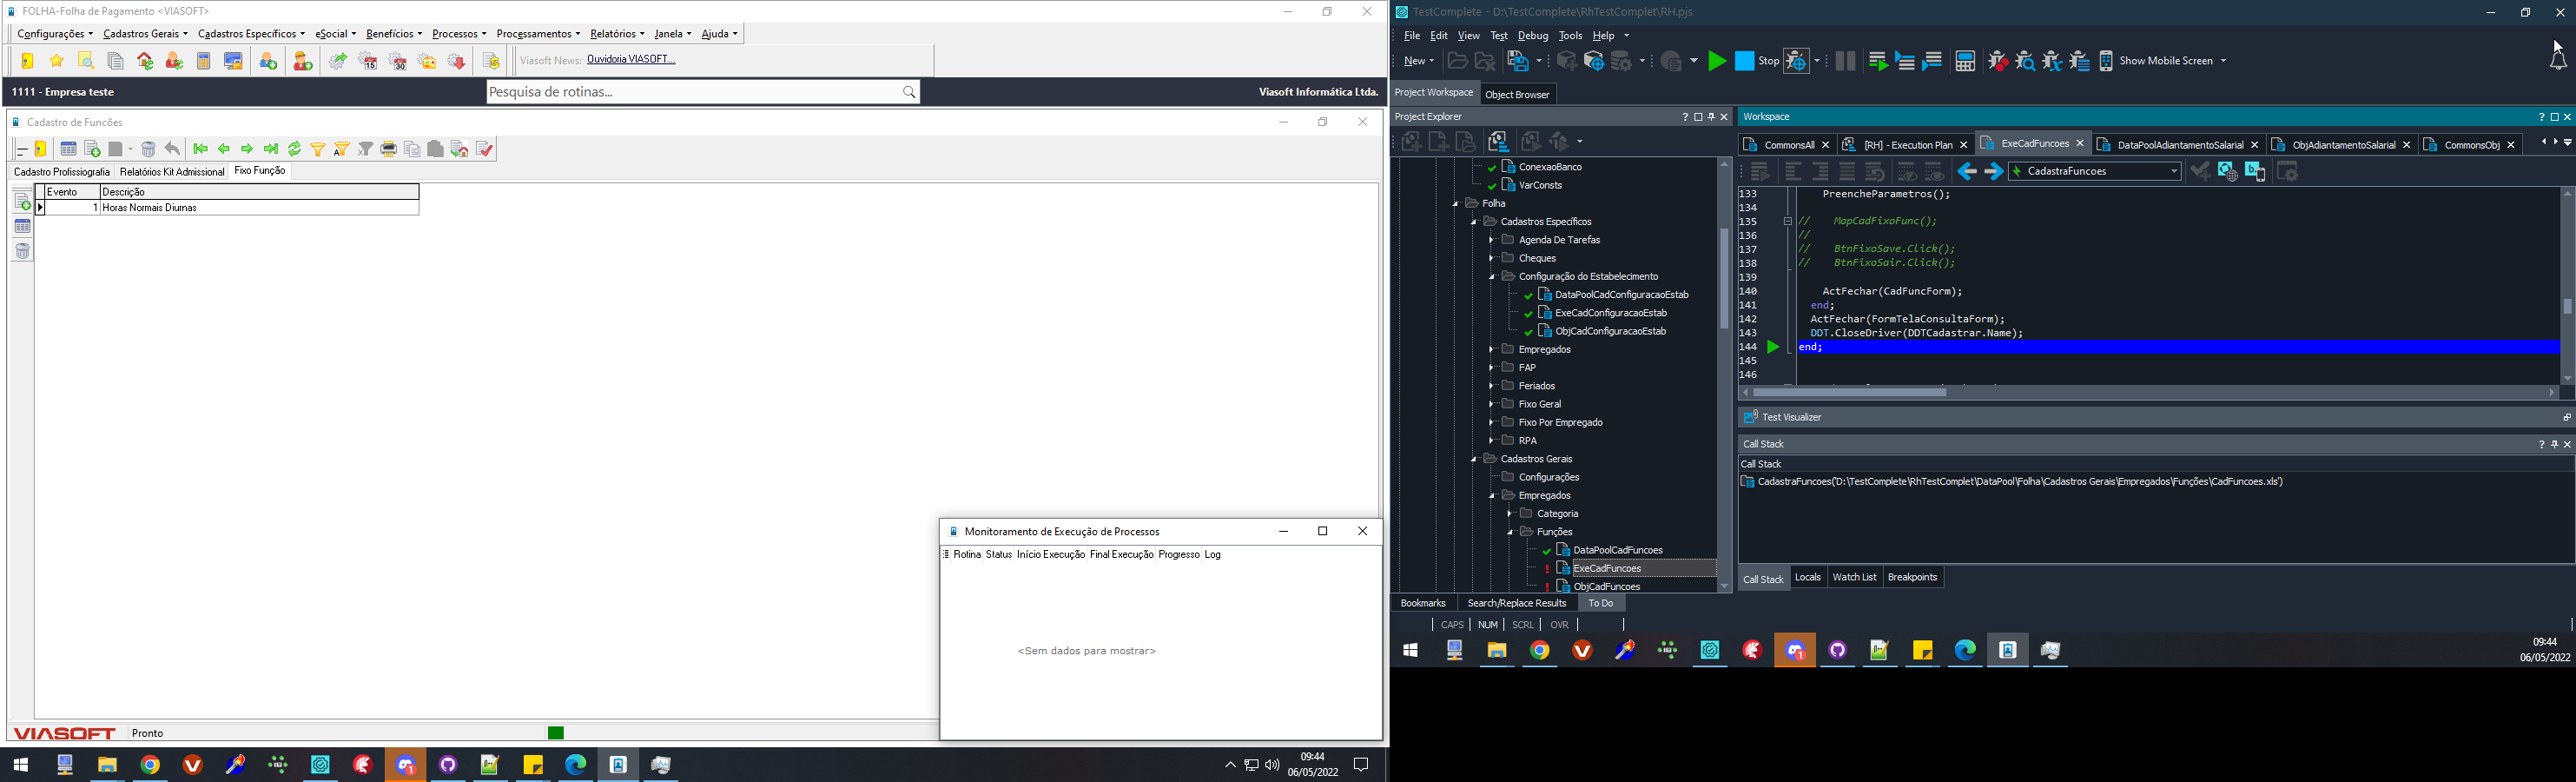 FOLHA-Folha de Pagamento <VIASOFT>
Configurações Cadastros Gerais Cadastros Específicos eSocial Benefícios Processos Processamentos Relatórios Janela Ajuda
Viasoft News: Ouvidoria VIASOFT...
1111 - Empresa teste
Pesquisa de rotinas...
Viasoft Informática Ltda.
Cadastro de Funcões
Cadastro Profissiografia Relatórios Kit Admissional Fixo Função
Evento Descrição
1 Horas Normais Diurnas
Monitoramento de Execução de Processos
Rotina Status Início Execução Final Execução Progresso Log
<Sem dados para mostrar>
VIASOFT Pronto
09:44
06/05/2022
TestComplete - D:\TestComplete\RhTestComplet\RH.pjs
File Edit View Test Debug Tools Help
New Stop Show Mobile Screen
Project Workspace Object Browser
Project Explorer
ConexaoBanco
VarConsts
Folha
Cadastros Específicos
Agenda De Tarefas
Cheques
Configuração do Estabelecimento
DataPoolCadConfiguracaoEstab
ExeCadConfiguracaoEstab
ObjCadConfiguracaoEstab
Empregados
FAP
Feriados
Fixo Geral
Fixo Por Empregado
RPA
Cadastros Gerais
Configurações
Empregados
Categoria
Funções
DataPoolCadFuncoes
ExeCadFuncoes
ObjCadFuncoes
Bookmarks Search/Replace Results To Do
Workspace
CommonsAll [RH] - Execution Plan ExeCadFuncoes DataPoolAdiantamentoSalarial ObjAdiantamentoSalarial CommonsObj
CadastraFuncoes
133 PreencheParametros();
134
135 // MapCadFixoFunc();
136 //
137 // BtnFixoSave.Click();
138 // BtnFixoSair.Click();
139
140 ActFechar(CadFuncForm);
141 end;
142 ActFechar(FormTelaConsultaForm);
143 DDT.CloseDriver(DDTCadastrar.Name);
144 end;
145
146
Test Visualizer
Call Stack
Call Stack
CadastraFuncoes('D:\TestComplete\RhTestComplet\DataPool\Folha\Cadastros Gerais\Empregados\Funções\CadFuncoes.xls')
Call Stack Locals Watch List Breakpoints
CAPS NUM SCRL OVR
09:44
06/05/2022